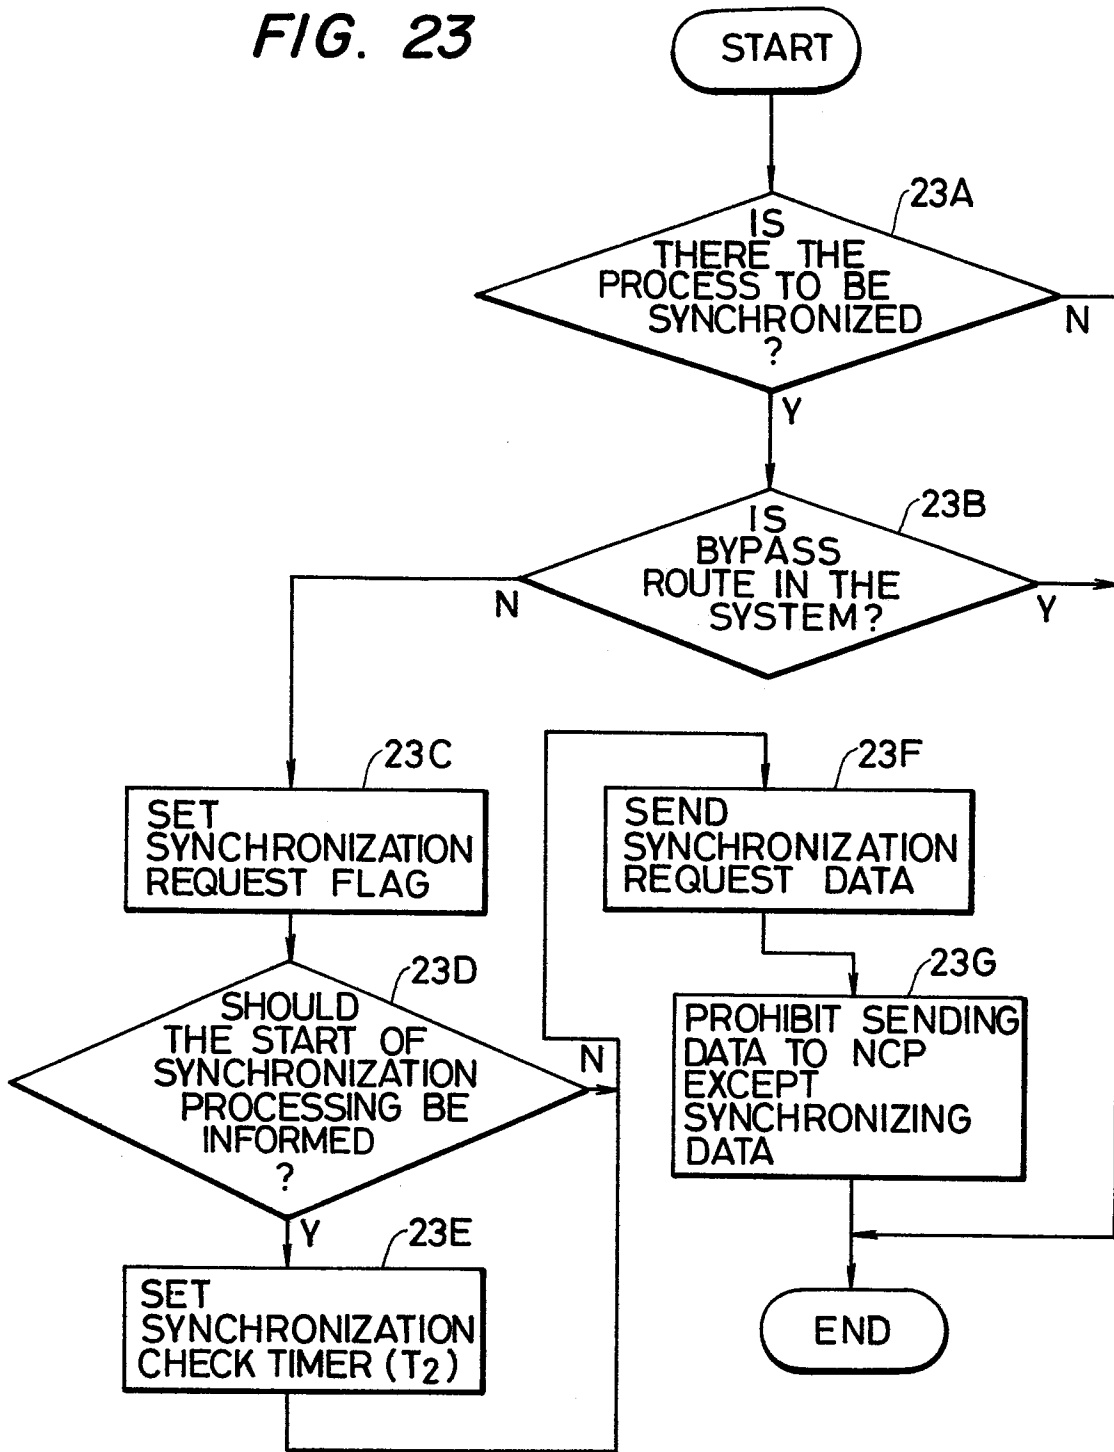 FIG. 23
START
23A
IS
THERE THE
PROCESS TO BE
SYNCHRONIZED
?
N
Y
23B
IS
BYPASS
ROUTE IN THE
SYSTEM?
N
Y
23C
SET
SYNCHRONIZATION
REQUEST FLAG
23D
SHOULD
THE START OF
SYNCHRONIZATION
PROCESSING BE
INFORMED
?
N
Y
23E
SET
SYNCHRONIZATION
CHECK TIMER (T2)
23F
SEND
SYNCHRONIZATION
REQUEST DATA
23G
PROHIBIT SENDING
DATA TO NCP
EXCEPT
SYNCHRONIZING
DATA
END